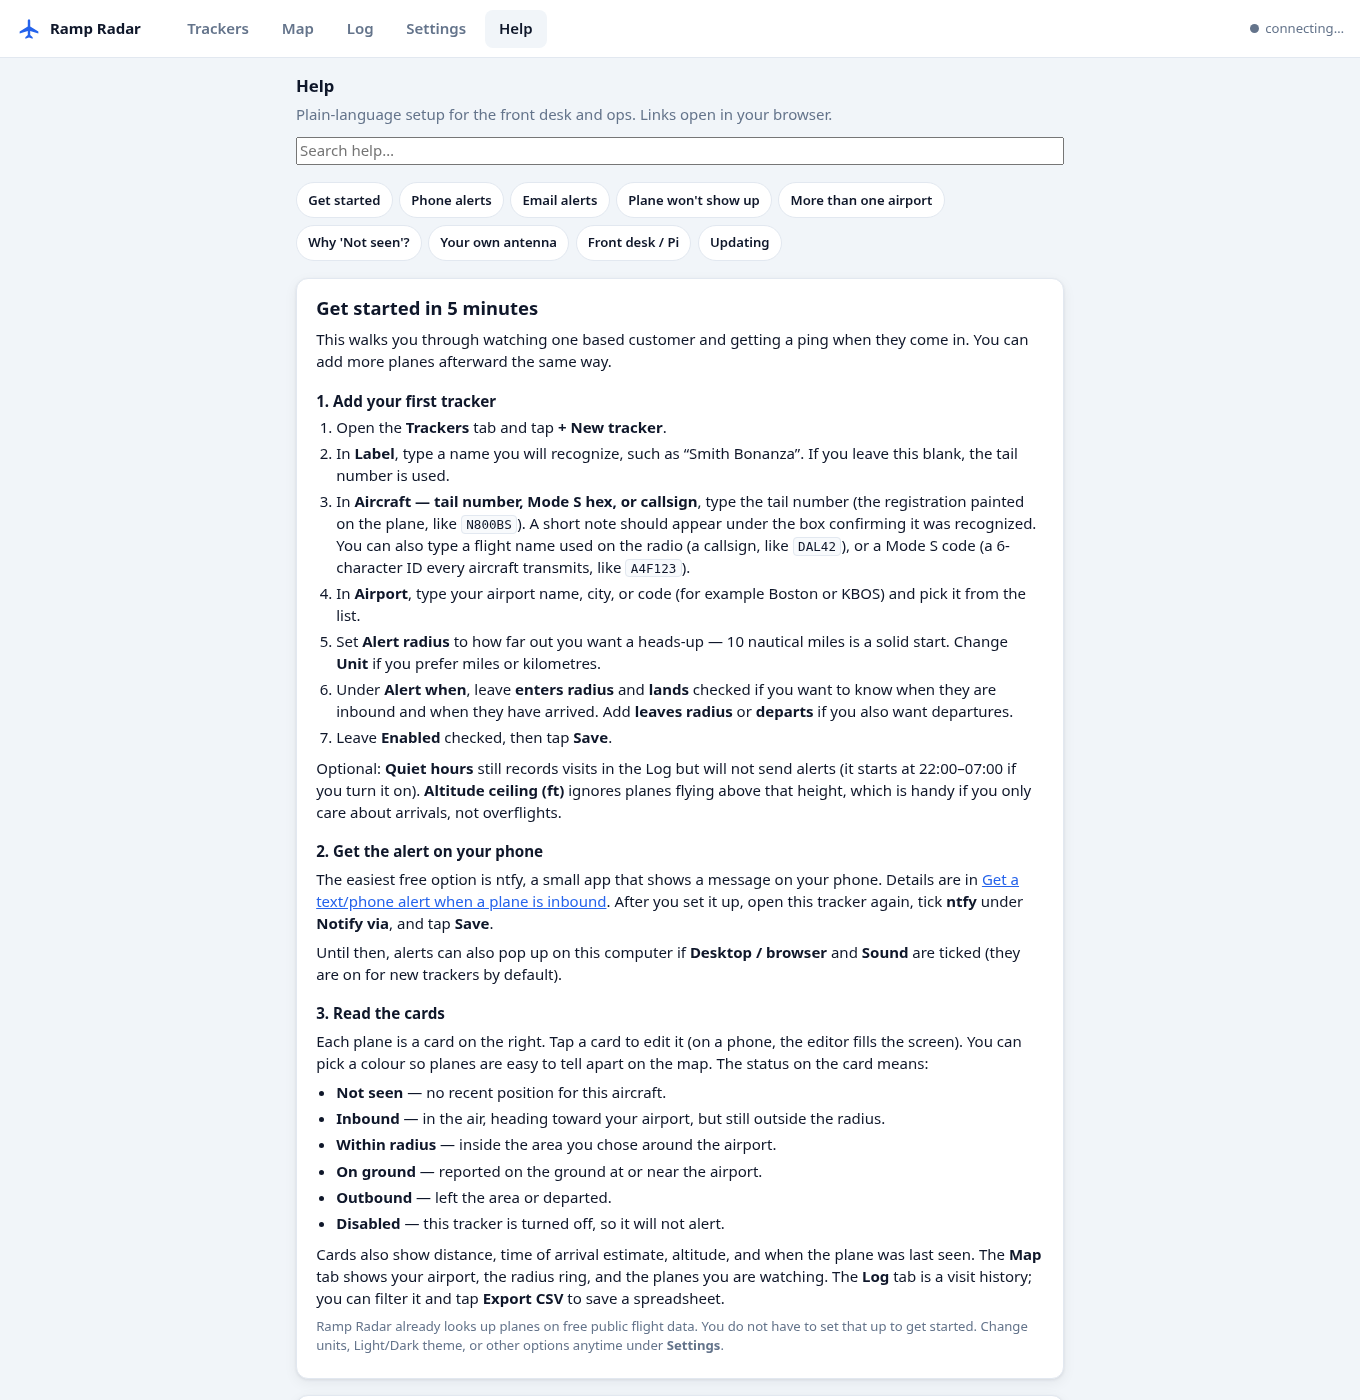 Ramp Radar Trackers Map Log Settings Help connecting…
Help
Plain-language setup for the front desk and ops. Links open in your browser.
Search help…
Get started Phone alerts Email alerts Plane won't show up More than one airport
Why 'Not seen'? Your own antenna Front desk / Pi Updating
Get started in 5 minutes
This walks you through watching one based customer and getting a ping when they come in. You can
add more planes afterward the same way.
1. Add your first tracker
1. Open the Trackers tab and tap + New tracker.
2. In Label, type a name you will recognize, such as “Smith Bonanza”. If you leave this blank, the tail
number is used.
3. In Aircraft — tail number, Mode S hex, or callsign, type the tail number (the registration painted
on the plane, like N800BS). A short note should appear under the box confirming it was recognized.
You can also type a flight name used on the radio (a callsign, like DAL42), or a Mode S code (a 6-
character ID every aircraft transmits, like A4F123).
4. In Airport, type your airport name, city, or code (for example Boston or KBOS) and pick it from the
list.
5. Set Alert radius to how far out you want a heads-up — 10 nautical miles is a solid start. Change
Unit if you prefer miles or kilometres.
6. Under Alert when, leave enters radius and lands checked if you want to know when they are
inbound and when they have arrived. Add leaves radius or departs if you also want departures.
7. Leave Enabled checked, then tap Save.
Optional: Quiet hours still records visits in the Log but will not send alerts (it starts at 22:00–07:00 if
you turn it on). Altitude ceiling (ft) ignores planes flying above that height, which is handy if you only
care about arrivals, not overflights.
2. Get the alert on your phone
The easiest free option is ntfy, a small app that shows a message on your phone. Details are in Get a
text/phone alert when a plane is inbound. After you set it up, open this tracker again, tick ntfy under
Notify via, and tap Save.
Until then, alerts can also pop up on this computer if Desktop / browser and Sound are ticked (they
are on for new trackers by default).
3. Read the cards
Each plane is a card on the right. Tap a card to edit it (on a phone, the editor fills the screen). You can
pick a colour so planes are easy to tell apart on the map. The status on the card means:
• Not seen — no recent position for this aircraft.
• Inbound — in the air, heading toward your airport, but still outside the radius.
• Within radius — inside the area you chose around the airport.
• On ground — reported on the ground at or near the airport.
• Outbound — left the area or departed.
• Disabled — this tracker is turned off, so it will not alert.
Cards also show distance, time of arrival estimate, altitude, and when the plane was last seen. The Map
tab shows your airport, the radius ring, and the planes you are watching. The Log tab is a visit history;
you can filter it and tap Export CSV to save a spreadsheet.
Ramp Radar already looks up planes on free public flight data. You do not have to set that up to get started. Change
units, Light/Dark theme, or other options anytime under Settings.